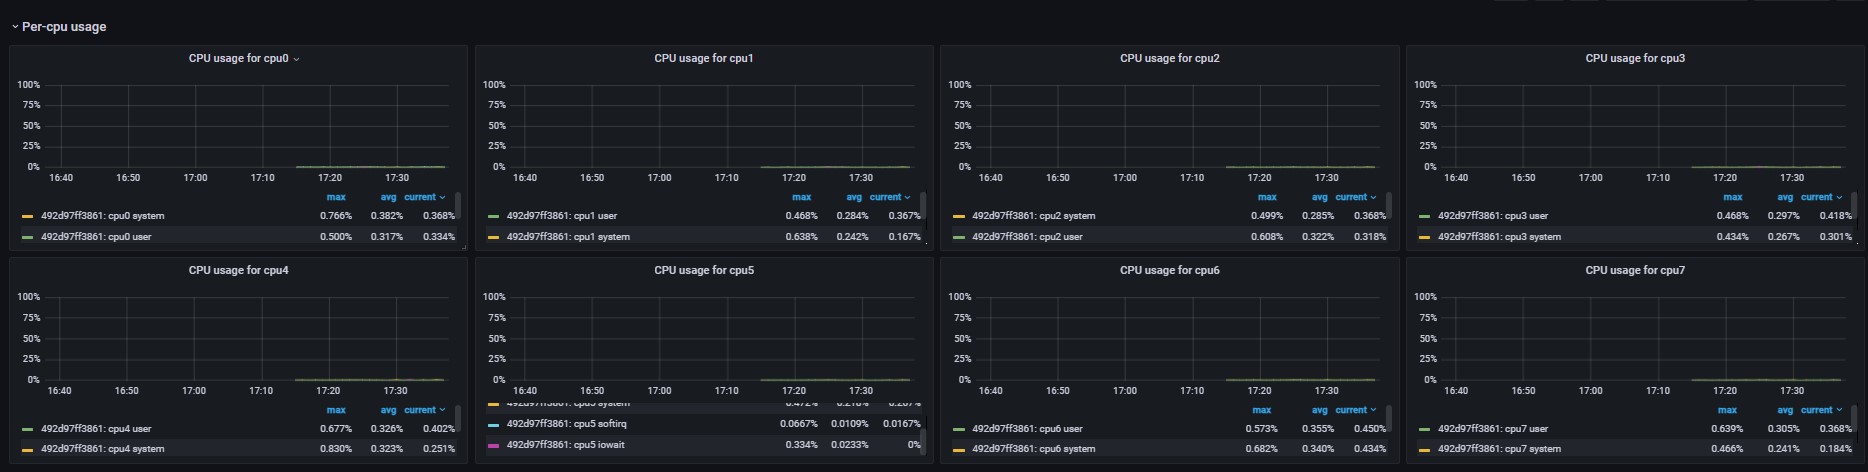 Per-cpu usage
CPU usage for cpu0
100%
75%
50%
25%
0%
16:40 16:50 17:00 17:10 17:20 17:30
max avg current
492d97ff3861: cpu0 system 0.766% 0.382% 0.368%
492d97ff3861: cpu0 user 0.500% 0.317% 0.334%
CPU usage for cpu1
100%
75%
50%
25%
0%
16:40 16:50 17:00 17:10 17:20 17:30
max avg current
492d97ff3861: cpu1 user 0.468% 0.284% 0.367%
492d97ff3861: cpu1 system 0.638% 0.242% 0.167%
CPU usage for cpu2
100%
75%
50%
25%
0%
16:40 16:50 17:00 17:10 17:20 17:30
max avg current
492d97ff3861: cpu2 system 0.499% 0.285% 0.368%
492d97ff3861: cpu2 user 0.608% 0.322% 0.318%
CPU usage for cpu3
100%
75%
50%
25%
0%
16:40 16:50 17:00 17:10 17:20 17:30
max avg current
492d97ff3861: cpu3 user 0.468% 0.297% 0.418%
492d97ff3861: cpu3 system 0.434% 0.267% 0.301%
CPU usage for cpu4
100%
75%
50%
25%
0%
16:40 16:50 17:00 17:10 17:20 17:30
max avg current
492d97ff3861: cpu4 user 0.677% 0.326% 0.402%
492d97ff3861: cpu4 system 0.830% 0.323% 0.251%
CPU usage for cpu5
100%
75%
50%
25%
0%
16:40 16:50 17:00 17:10 17:20 17:30
492d97ff3861: cpu5 system
492d97ff3861: cpu5 softirq 0.0667% 0.0109% 0.0167%
492d97ff3861: cpu5 iowait 0.334% 0.0233% 0%
CPU usage for cpu6
100%
75%
50%
25%
0%
16:40 16:50 17:00 17:10 17:20 17:30
max avg current
492d97ff3861: cpu6 user 0.573% 0.355% 0.450%
492d97ff3861: cpu6 system 0.682% 0.340% 0.434%
CPU usage for cpu7
100%
75%
50%
25%
0%
16:40 16:50 17:00 17:10 17:20 17:30
max avg current
492d97ff3861: cpu7 user 0.639% 0.305% 0.368%
492d97ff3861: cpu7 system 0.466% 0.241% 0.184%